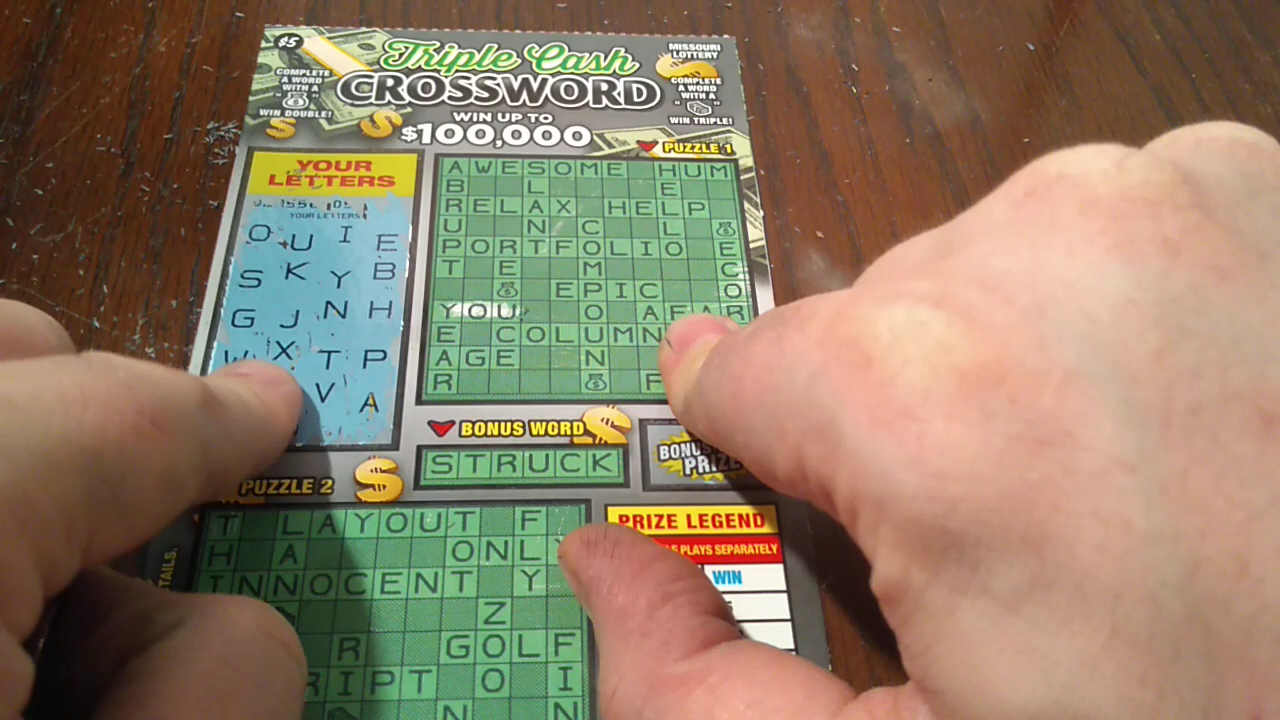 $5
Triple Cash
CROSSWORD
MISSOURI
LOTTERY
COMPLETE
A WORD
WITH A
WIN DOUBLE!
COMPLETE
A WORD
WITH A
WIN TRIPLE!
WIN UP TO
$100,000
PUZZLE 1
YOUR
LETTERS
YOUR LETTERS
O U I E
S K Y B
G J N H
W X T P
V A
AWESOME HUM
B L E
RELAX HELP
U N C L
PORTFOLIO E
T E M C
EPIC O
YOU O AFAR
E C COLUMN
AGE N
R F
BONUS WORD
STRUCK
BONUS
PRIZE
PUZZLE 2
T LAYOUT F
H A ONL
INNOCENT Y
Z
R GOLF
RIPT O I
N N
PRIZE LEGEND
PLAYS SEPARATELY
WIN
TAILS.